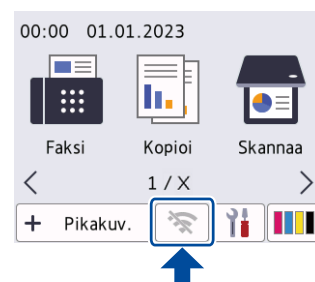 00:00 01.01.2023
Faksi Kopioi Skannaa
< 1 / X >
+ Pikakuv.